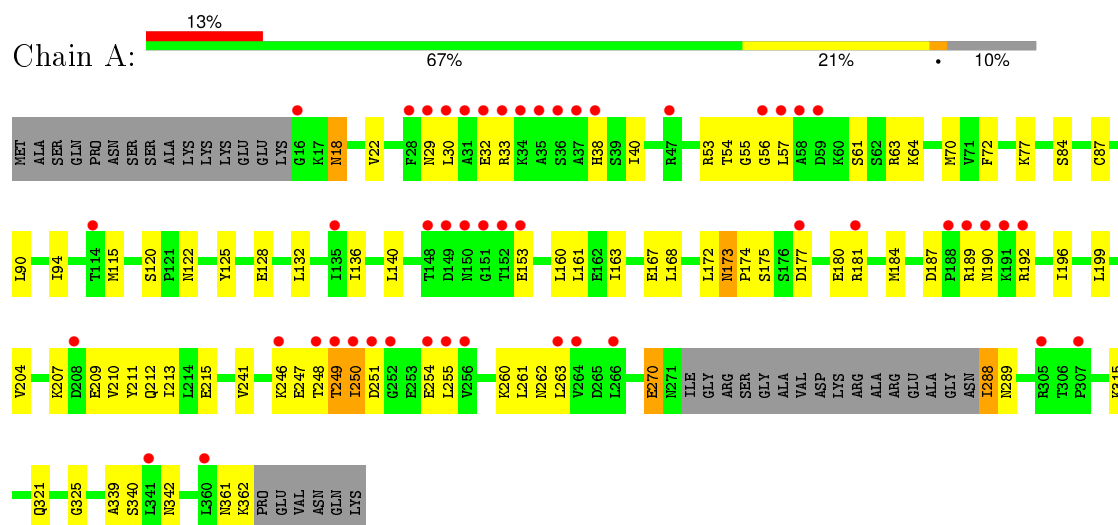 13%
Chain A:
67% 21% • 10%
MET ALA SER GLN PRO ASN SER SER ALA LYS LYS LYS GLU GLU LYS G16 K17 N18 V22 F28 N29 L30 A31 E32 R33 K34 A35 S36 A37 H38 S39 I40 R47 R53 T54 G55 G56 L57 A58 D59 K60 S61 S62 R63 K64 M70 V71 F72 K77 S84 C87
L90 I94 T114 M115 S120 P121 N122 Y125 E128 L132 I135 I136 L140 T148 D149 N150 G151 T152 E153 L160 L161 E162 I163 E167 L168 L172 N173 P174 S175 S176 D177 E180 R181 M184 D187 P188 R189 N190 K191 R192 I196 L199
V204 K207 D208 E209 V210 Y211 Q212 I213 L214 E215 V241 K246 E247 T248 T249 I250 D251 G252 E253 E254 L255 V256 K260 L261 N262 L263 V264 D265 L266 E270 N271 ILE GLY ARG SER GLY ALA VAL ASP LYS ARG ALA ARG GLU ALA GLY ASN I288 N289 R305 T306 P307 K315
Q321 G325 A339 S340 L341 N342 L360 N361 K362 PRO GLU VAL ASN GLN LYS